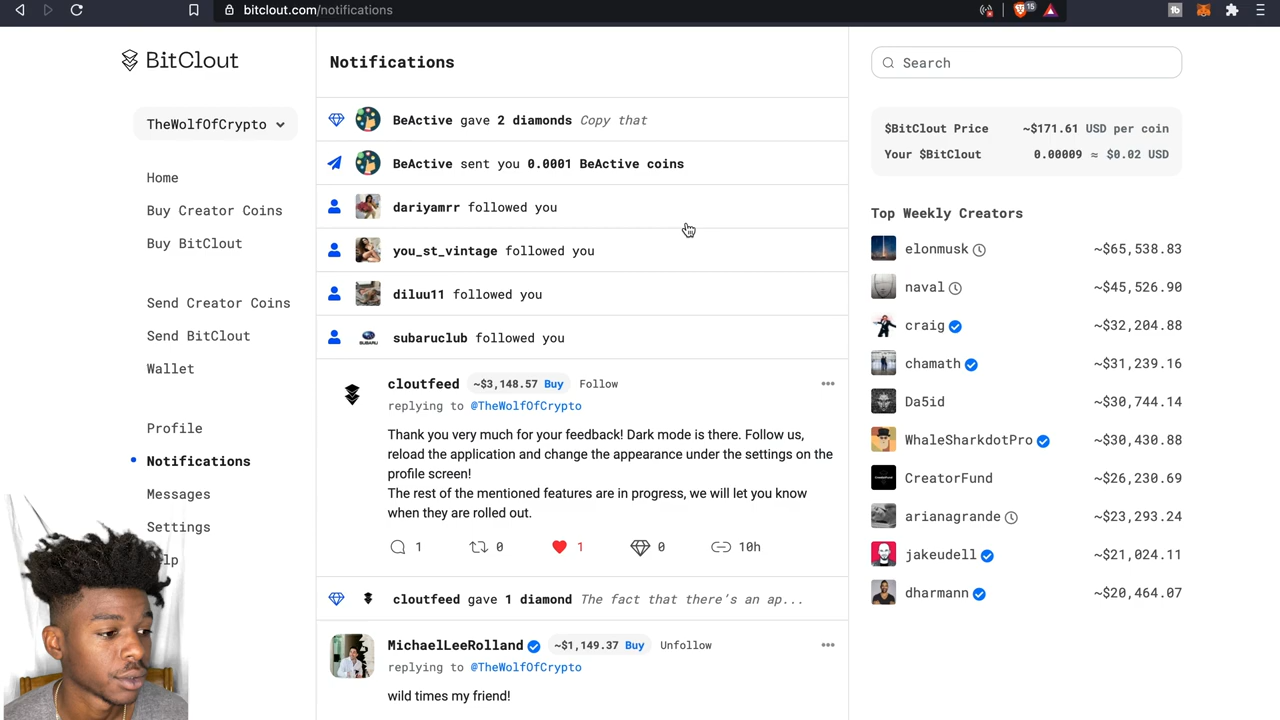 bitclout.com/notifications
15
BitClout
TheWolfOfCrypto
Home
Buy Creator Coins
Buy BitClout
Send Creator Coins
Send BitClout
Wallet
Profile
Notifications
Messages
Settings
lp
Notifications
BeActive gave 2 diamonds Copy that
BeActive sent you 0.0001 BeActive coins
dariyamrr followed you
you_st_vintage followed you
diluu11 followed you
SUBARU
subaruclub followed you
cloutfeed ~$3,148.57 Buy Follow
replying to @TheWolfOfCrypto
Thank you very much for your feedback! Dark mode is there. Follow us,
reload the application and change the appearance under the settings on the
profile screen!
The rest of the mentioned features are in progress, we will let you know
when they are rolled out.
1 0 1 0 10h
cloutfeed gave 1 diamond The fact that there's an ap...
MichaelLeeRolland ~$1,149.37 Buy Unfollow
replying to @TheWolfOfCrypto
wild times my friend!
Search
$BitClout Price ~$171.61 USD per coin
Your $BitClout 0.00009 ≈ $0.02 USD
Top Weekly Creators
elonmusk ~$65,538.83
naval ~$45,526.90
craig ~$32,204.88
chamath ~$31,239.16
Da5id ~$30,744.14
WhaleSharkdotPro ~$30,430.88
CreatorFund ~$26,230.69
arianagrande ~$23,293.24
jakeudell ~$21,024.11
dharmann ~$20,464.07